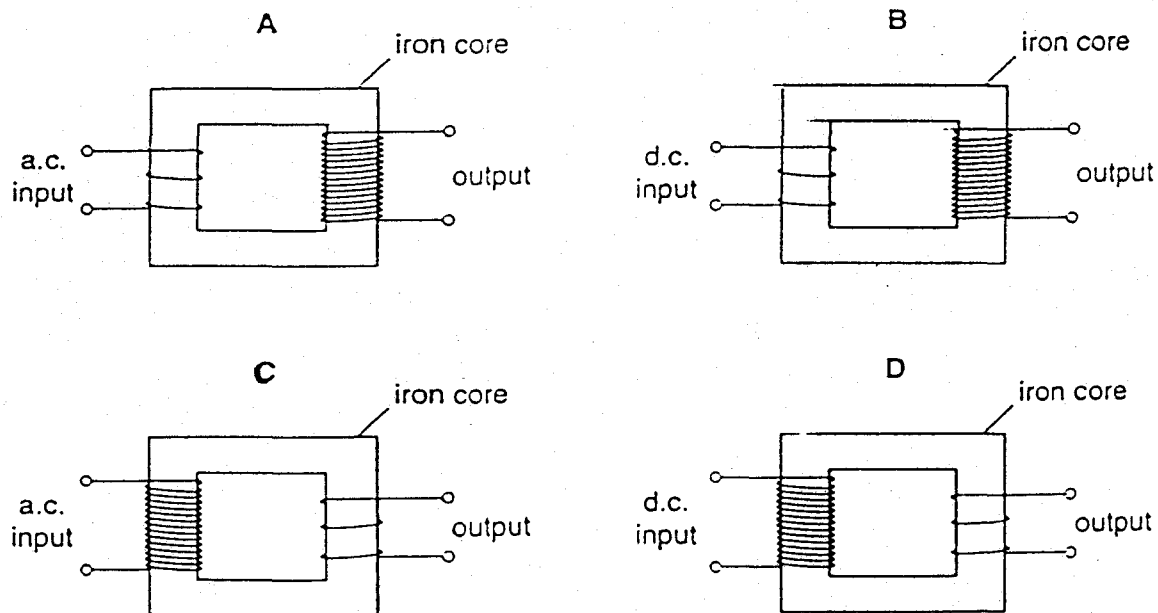 A
iron core
a.c.
input
output
B
iron core
d.c.
input
output
C
iron core
a.c.
input
output
D
iron core
d.c.
input
output